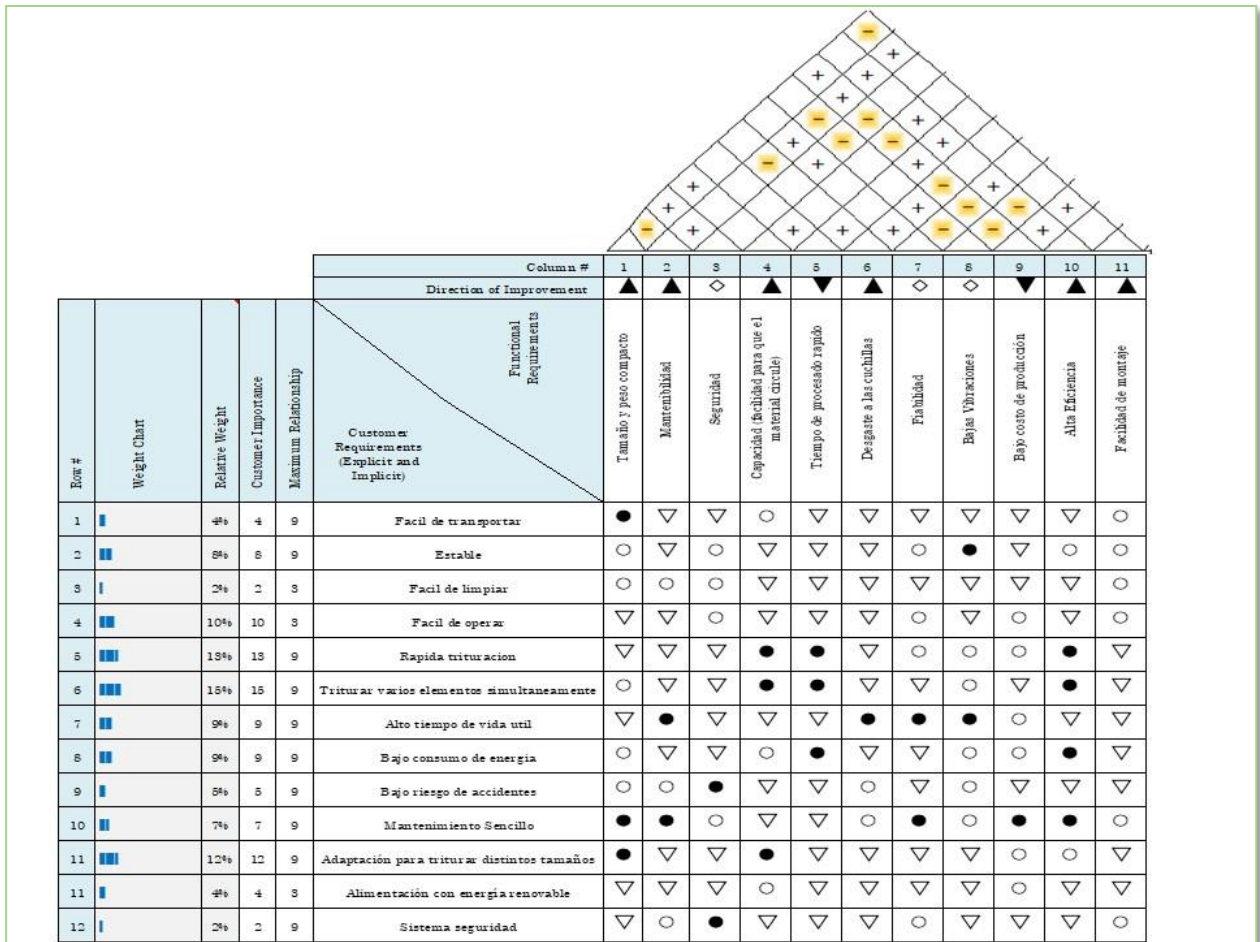 Column # 1 2 3 4 5 6 7 8 9 10 11
Direction of Improvement
Row #
Weight Chart
Relative Weight
Customer Importance
Maximum Relationship
Functional
Requirements
Customer
Requirements
(Explicit and
Implicit)
Tamaño y peso compacto
Mantenibilidad
Seguridad
Capacidad (facilidad para que el
material circule)
Tiempo de procesado rapido
Desgaste a las cuchillas
Fiabilidad
Bajas Vibraciones
Bajo costo de producción
Alta Eficiencia
Facilidad de montaje
1 4% 4 9 Facil de transportar
2 8% 8 9 Estable
3 2% 2 3 Facil de limpiar
4 10% 10 3 Facil de operar
5 13% 13 9 Rapida trituracion
6 15% 15 9 Triturar varios elementos simultaneamente
7 9% 9 9 Alto tiempo de vida util
8 9% 9 9 Bajo consumo de energia
9 5% 5 9 Bajo riesgo de accidentes
10 7% 7 9 Mantenimiento Sencillo
11 12% 12 9 Adaptación para triturar distintos tamaños
11 4% 4 3 Alimentación con energía renovable
12 2% 2 9 Sistema seguridad